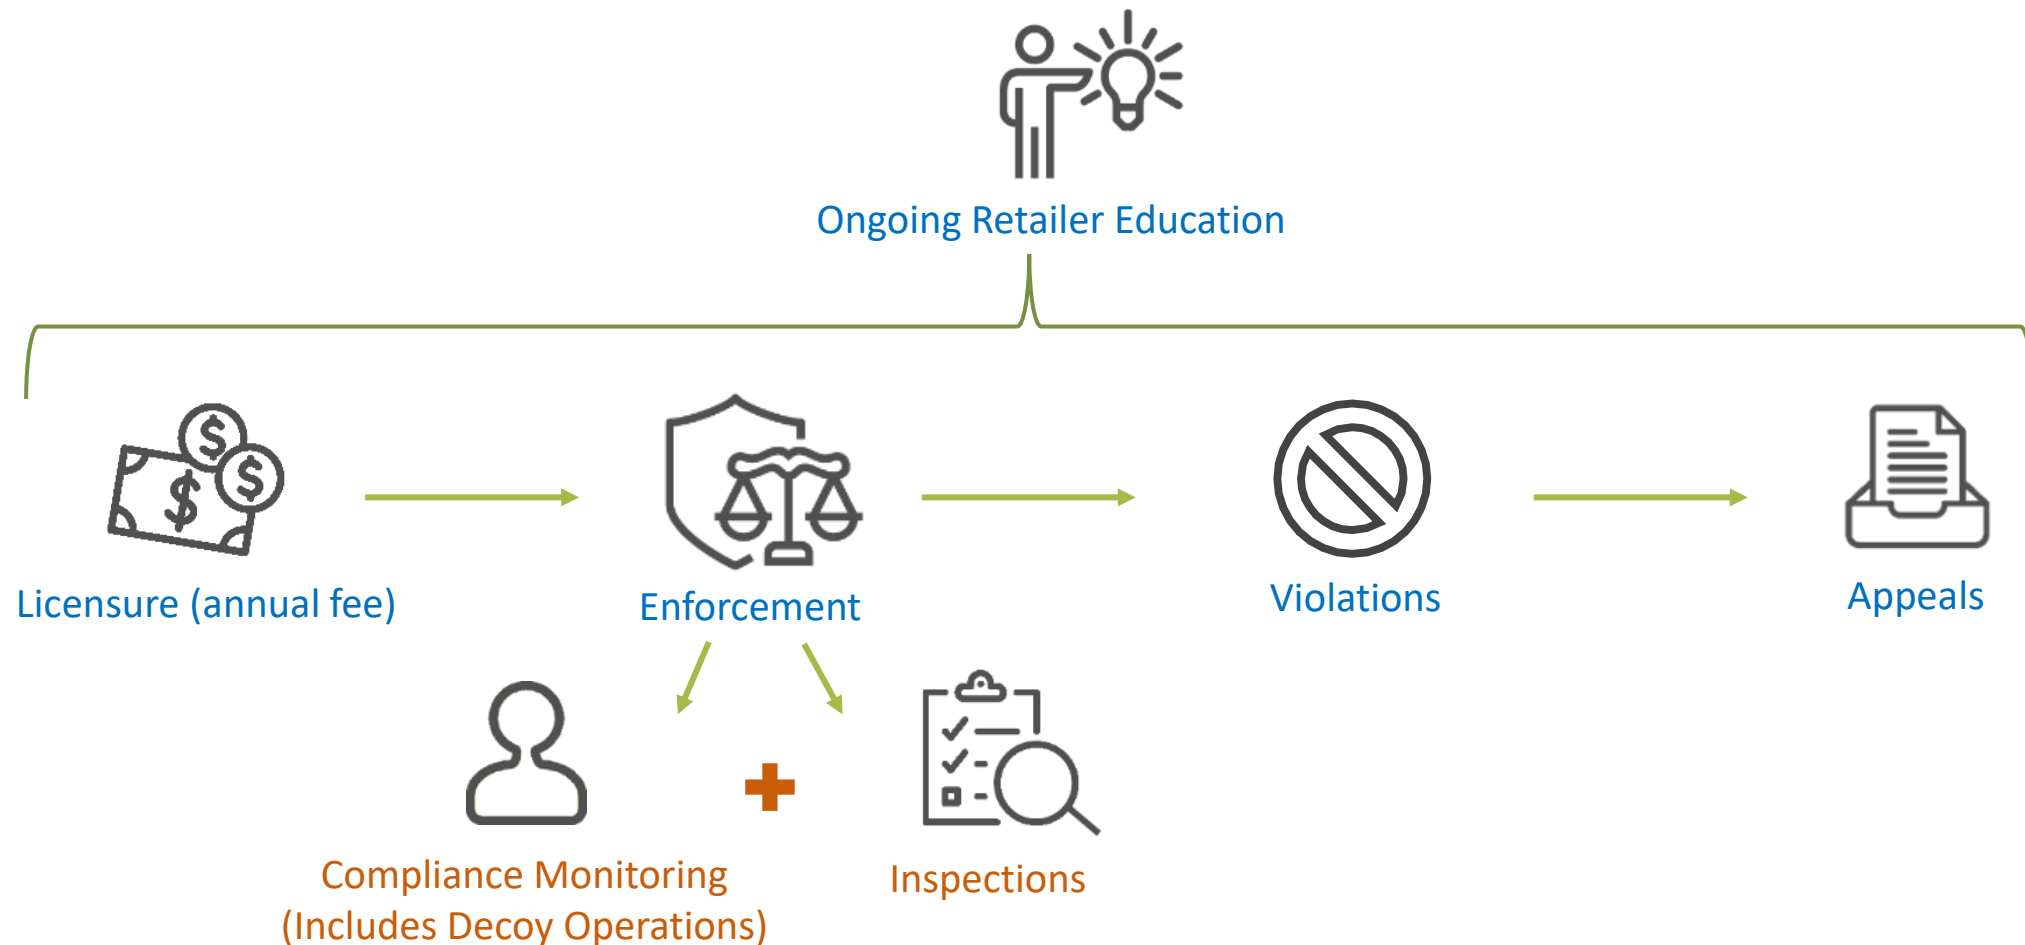 Ongoing Retailer Education
$
$
$
Licensure (annual fee)
Enforcement
Violations
Appeals
Compliance Monitoring
(Includes Decoy Operations)
Inspections